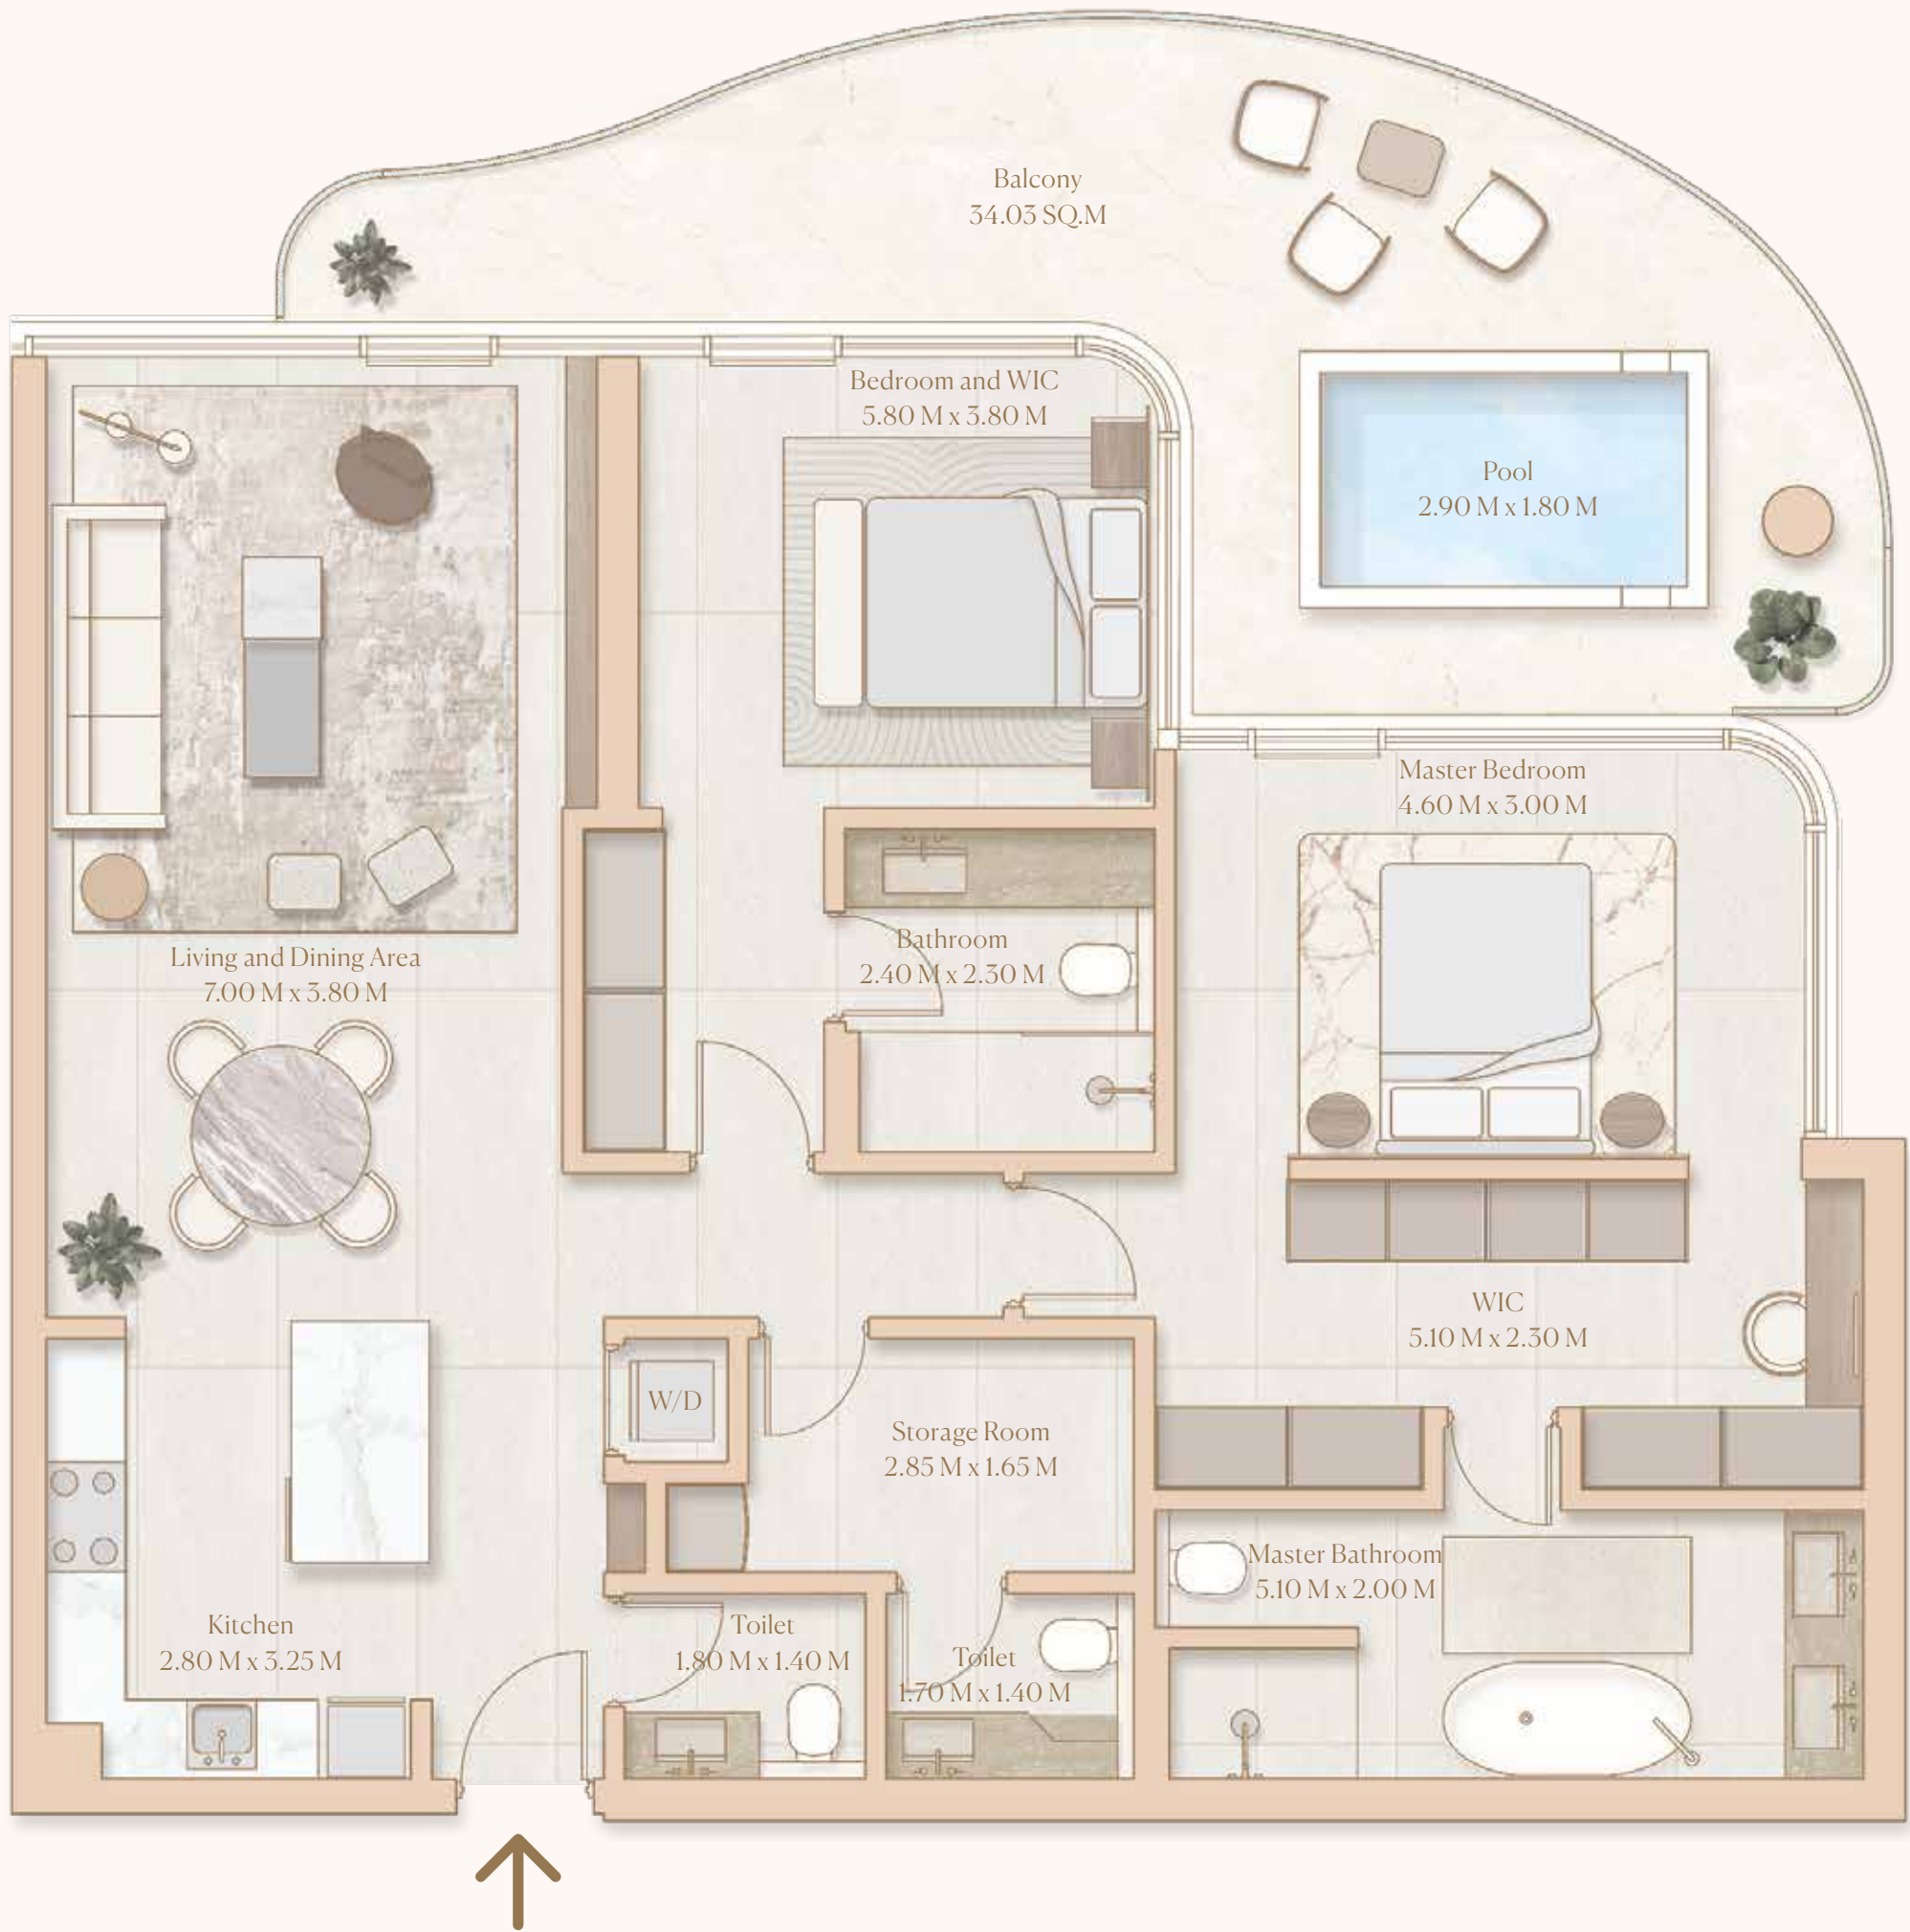 Balcony
34.03 SQ.M
Bedroom and WIC
5.80 M x 3.80 M
Pool
2.90 M x 1.80 M
Master Bedroom
4.60 M x 3.00 M
Living and Dining Area
7.00 M x 3.80 M
Bathroom
2.40 M x 2.30 M
WIC
5.10 M x 2.30 M
W/D
Storage Room
2.85 M x 1.65 M
Master Bathroom
5.10 M x 2.00 M
Kitchen
2.80 M x 3.25 M
Toilet
1.80 M x 1.40 M
Toilet
1.70 M x 1.40 M